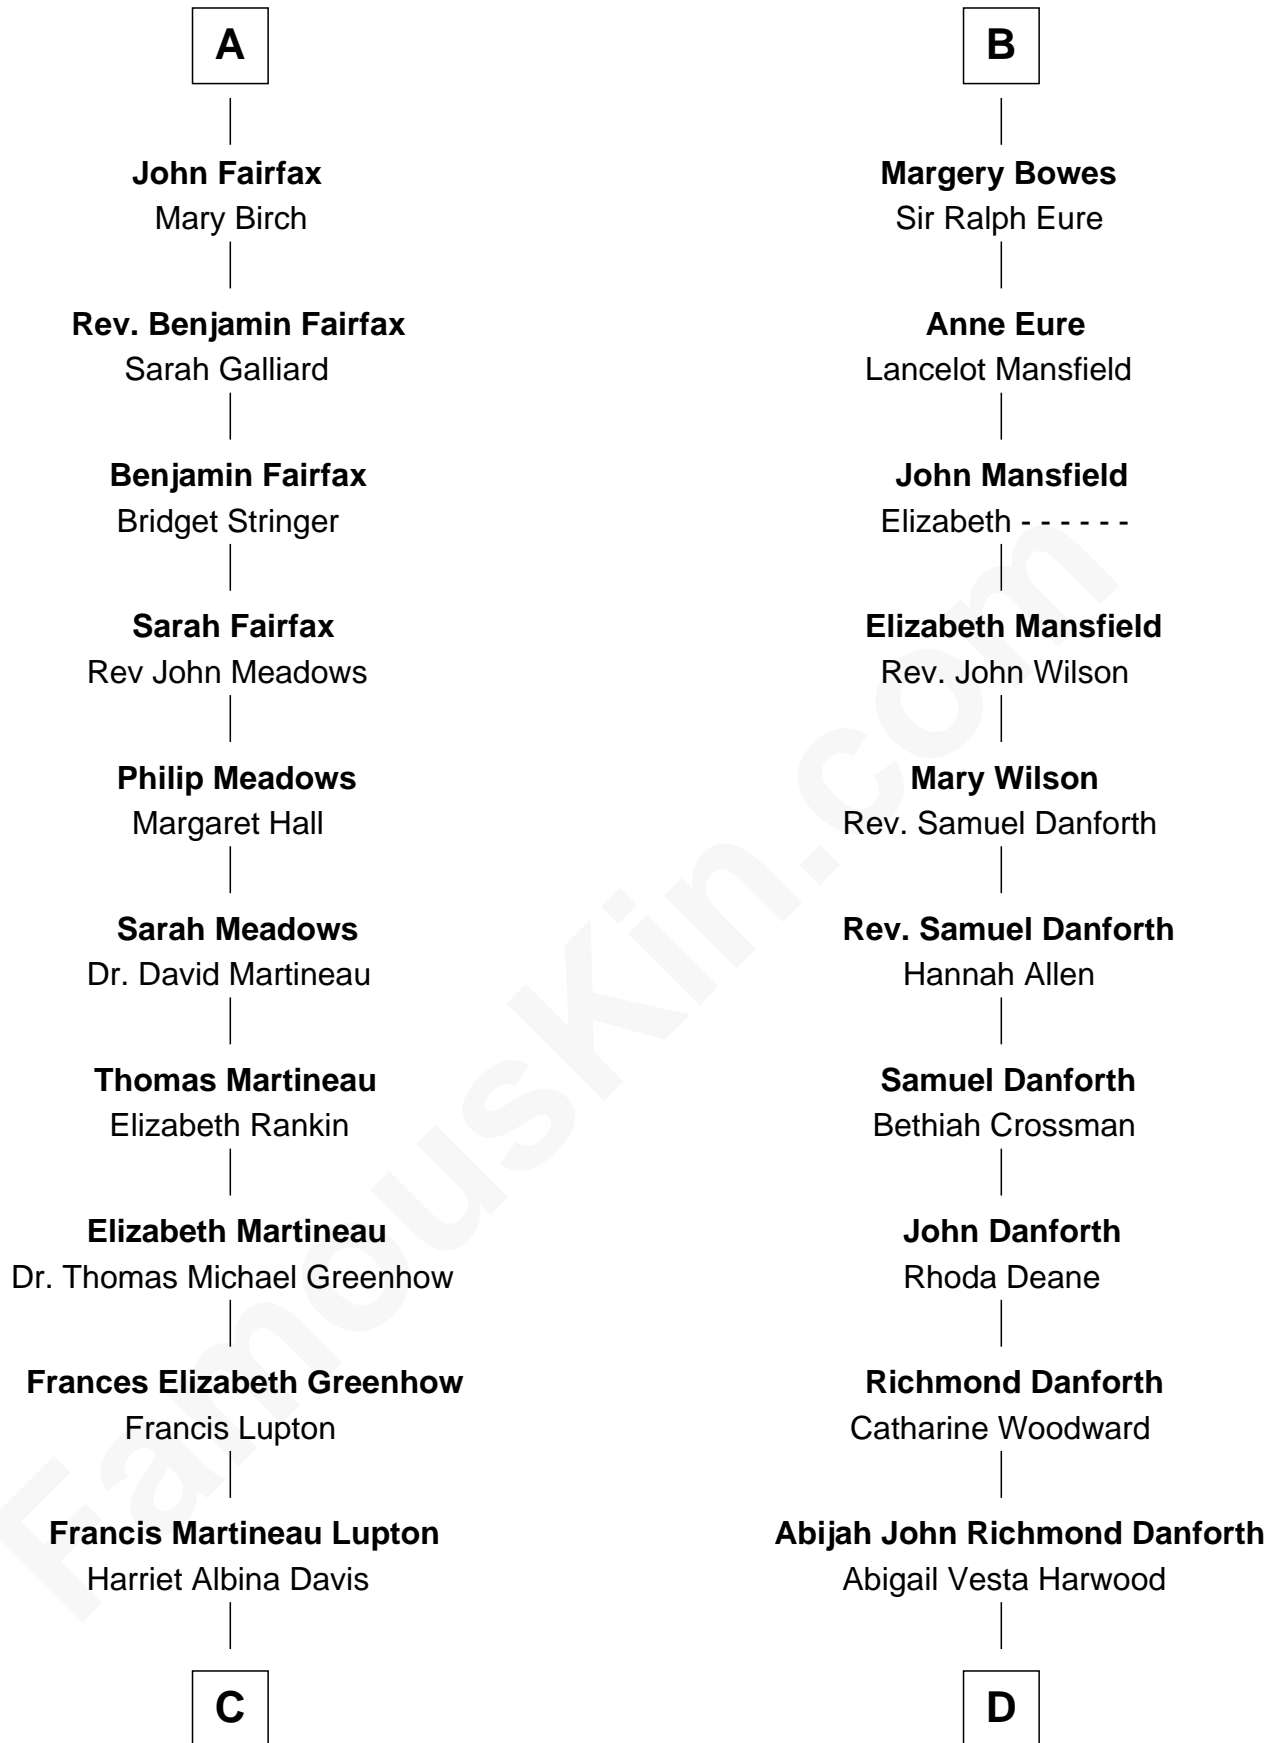 A
John Fairfax
Mary Birch
Rev. Benjamin Fairfax
Sarah Galliard
Benjamin Fairfax
Bridget Stringer
Sarah Fairfax
Rev John Meadows
Philip Meadows
Margaret Hall
Sarah Meadows
Dr. David Martineau
Thomas Martineau
Elizabeth Rankin
Elizabeth Martineau
Dr. Thomas Michael Greenhow
Frances Elizabeth Greenhow
Francis Lupton
Francis Martineau Lupton
Harriet Albina Davis
C
B
Margery Bowes
Sir Ralph Eure
Anne Eure
Lancelot Mansfield
John Mansfield
Elizabeth - - - - - -
Elizabeth Mansfield
Rev. John Wilson
Mary Wilson
Rev. Samuel Danforth
Rev. Samuel Danforth
Hannah Allen
Samuel Danforth
Bethiah Crossman
John Danforth
Rhoda Deane
Richmond Danforth
Catharine Woodward
Abijah John Richmond Danforth
Abigail Vesta Harwood
D
FamousKin.com